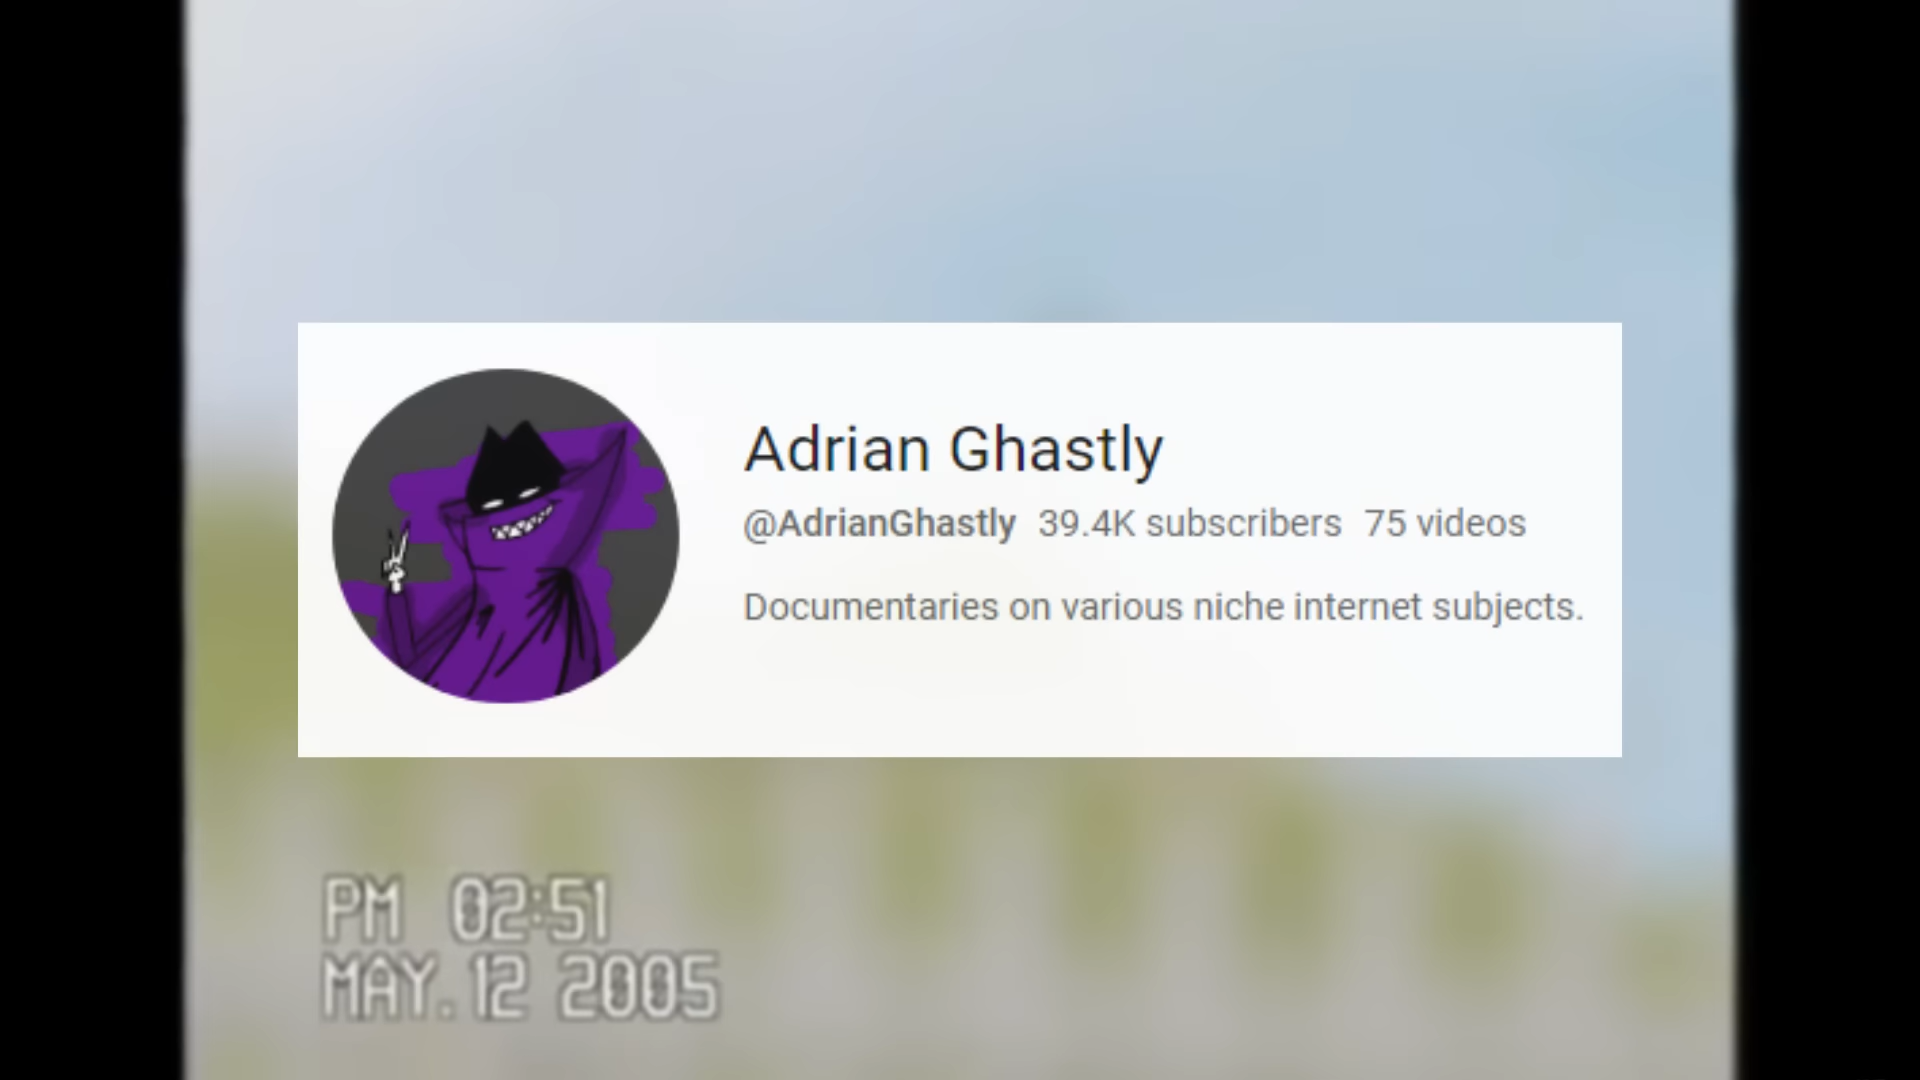 Adrian Ghastly
@AdrianGhastly 39.4K subscribers 75 videos
Documentaries on various niche internet subjects.
PM 02:51
MAY.12 2005